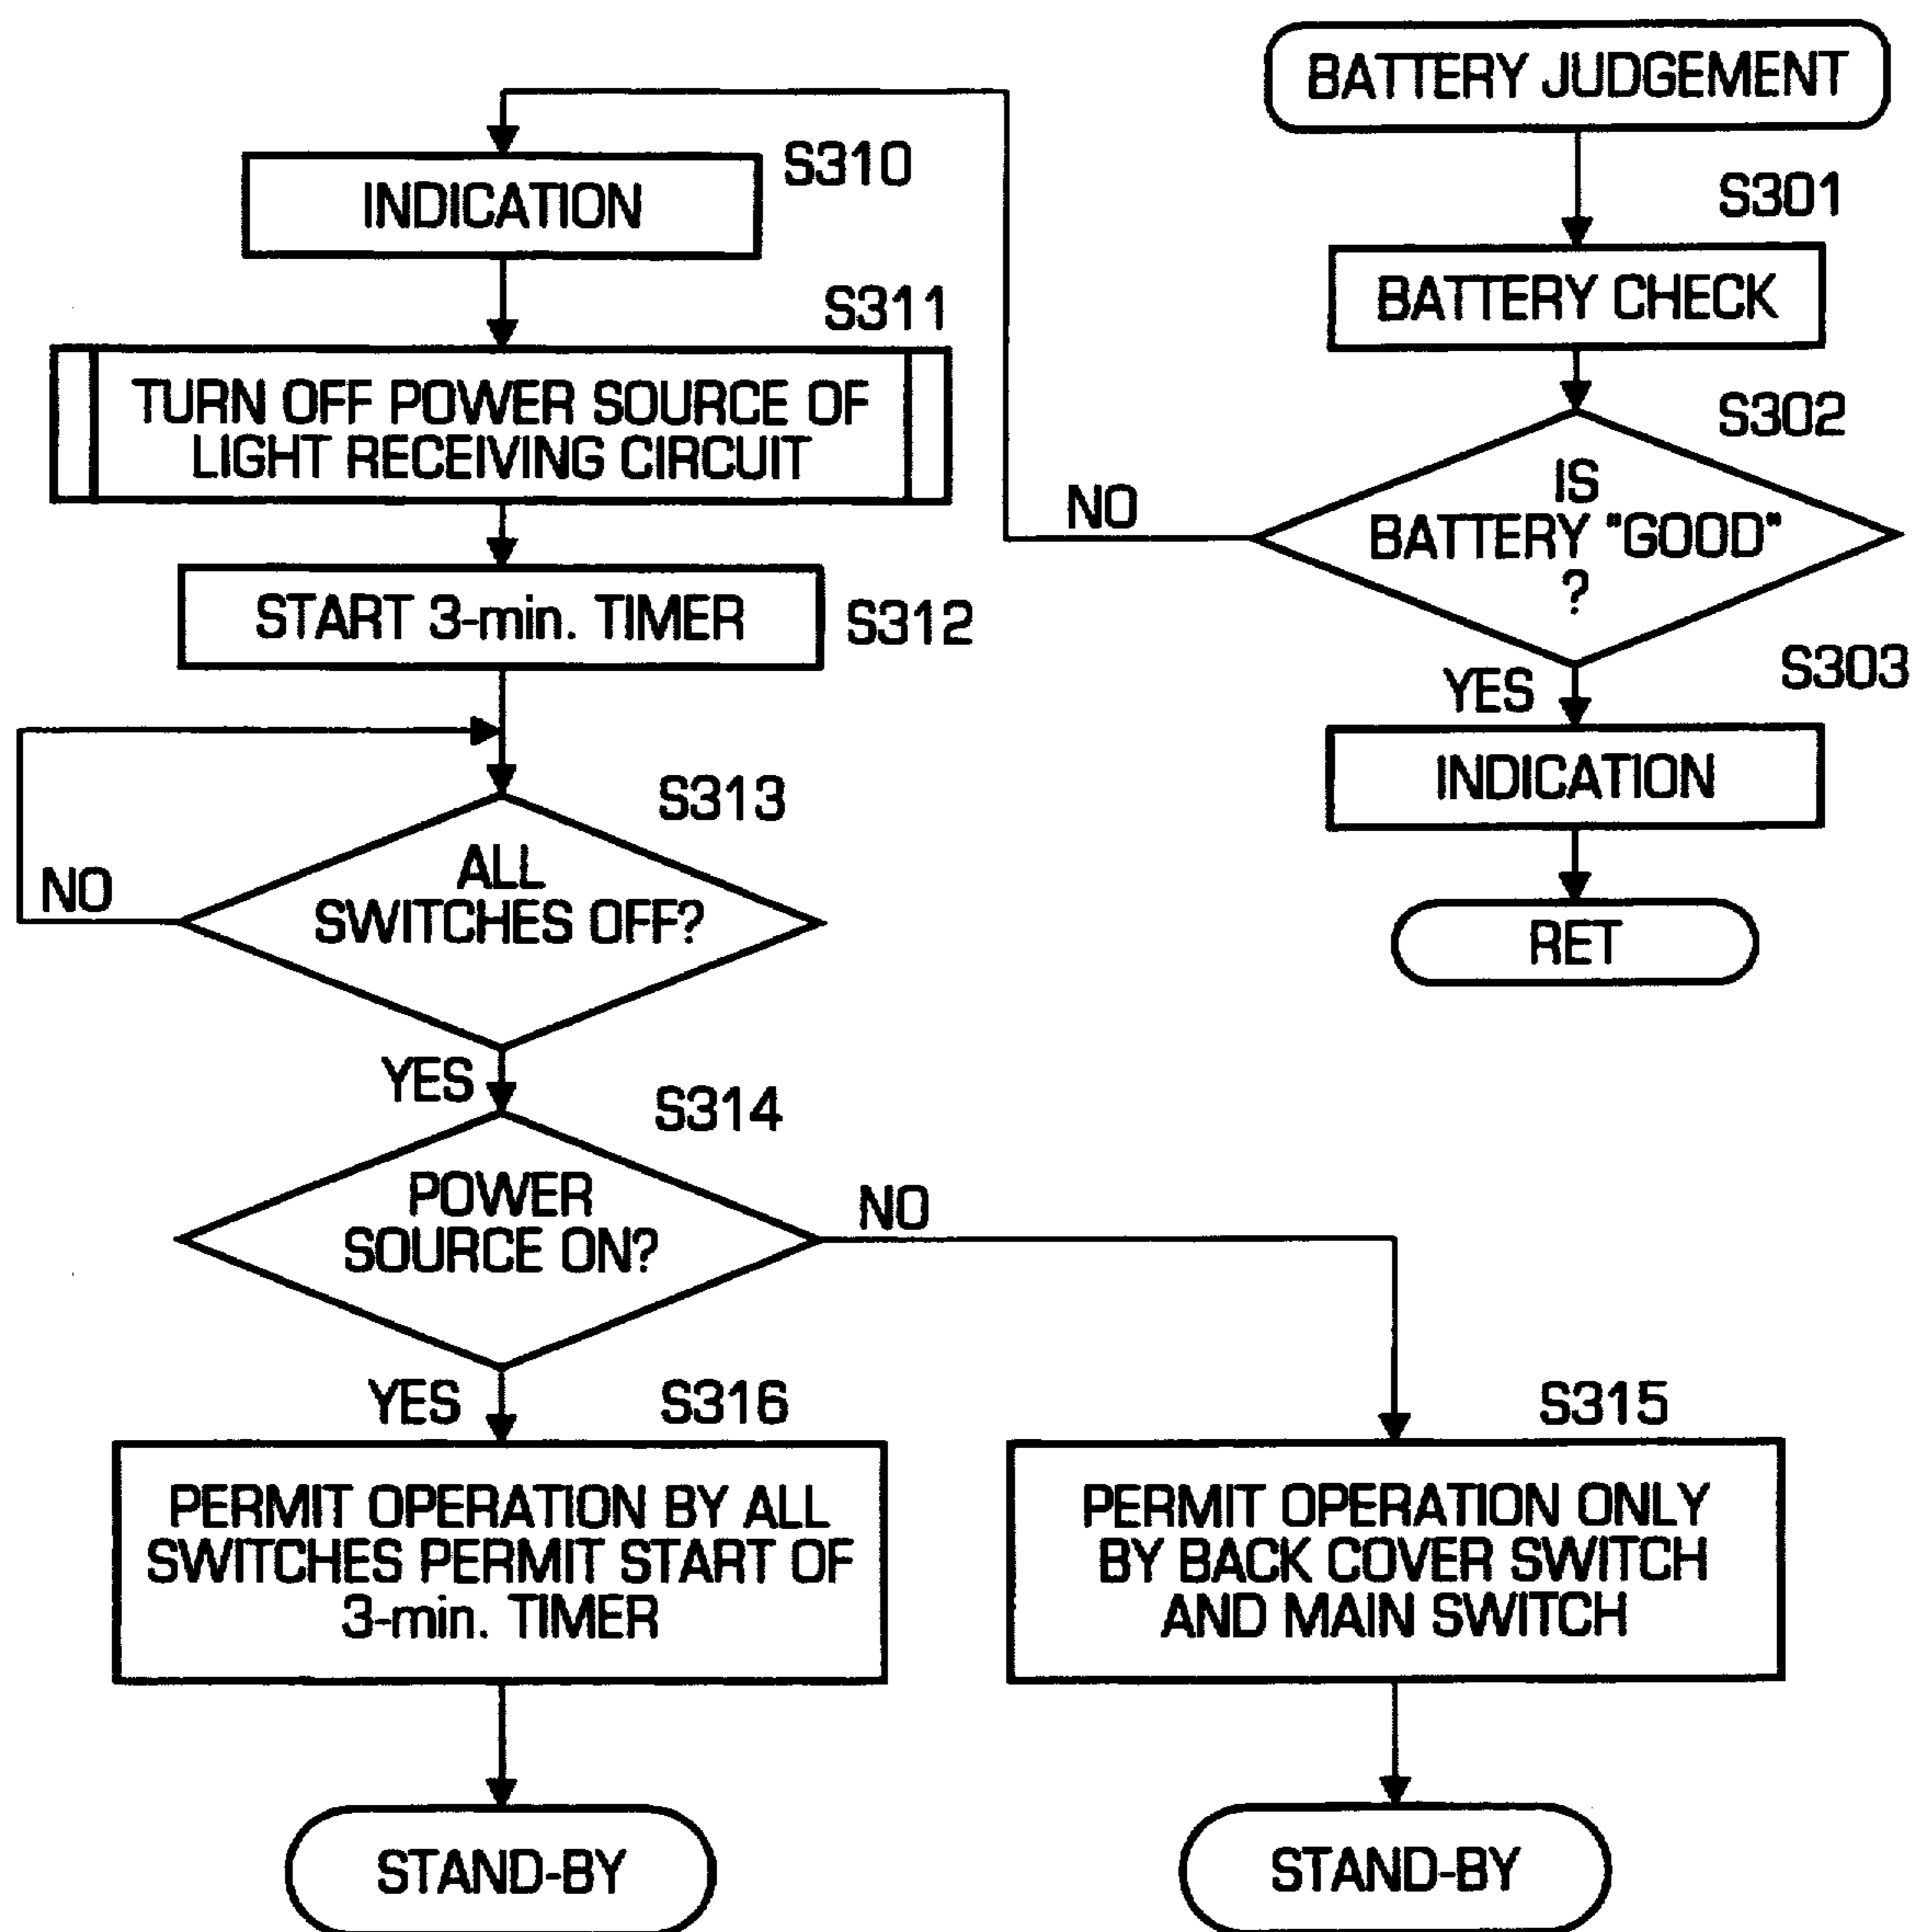 BATTERY JUDGEMENT
S301
BATTERY CHECK
S302
IS
BATTERY "GOOD"
?
NO
YES
S303
INDICATION
RET
S310
INDICATION
S311
TURN OFF POWER SOURCE OF
LIGHT RECEIVING CIRCUIT
START 3-min. TIMER
S312
S313
ALL
SWITCHES OFF?
NO
YES
S314
POWER
SOURCE ON?
NO
YES
S316
PERMIT OPERATION BY ALL
SWITCHES PERMIT START OF
3-min. TIMER
STAND-BY
S315
PERMIT OPERATION ONLY
BY BACK COVER SWITCH
AND MAIN SWITCH
STAND-BY